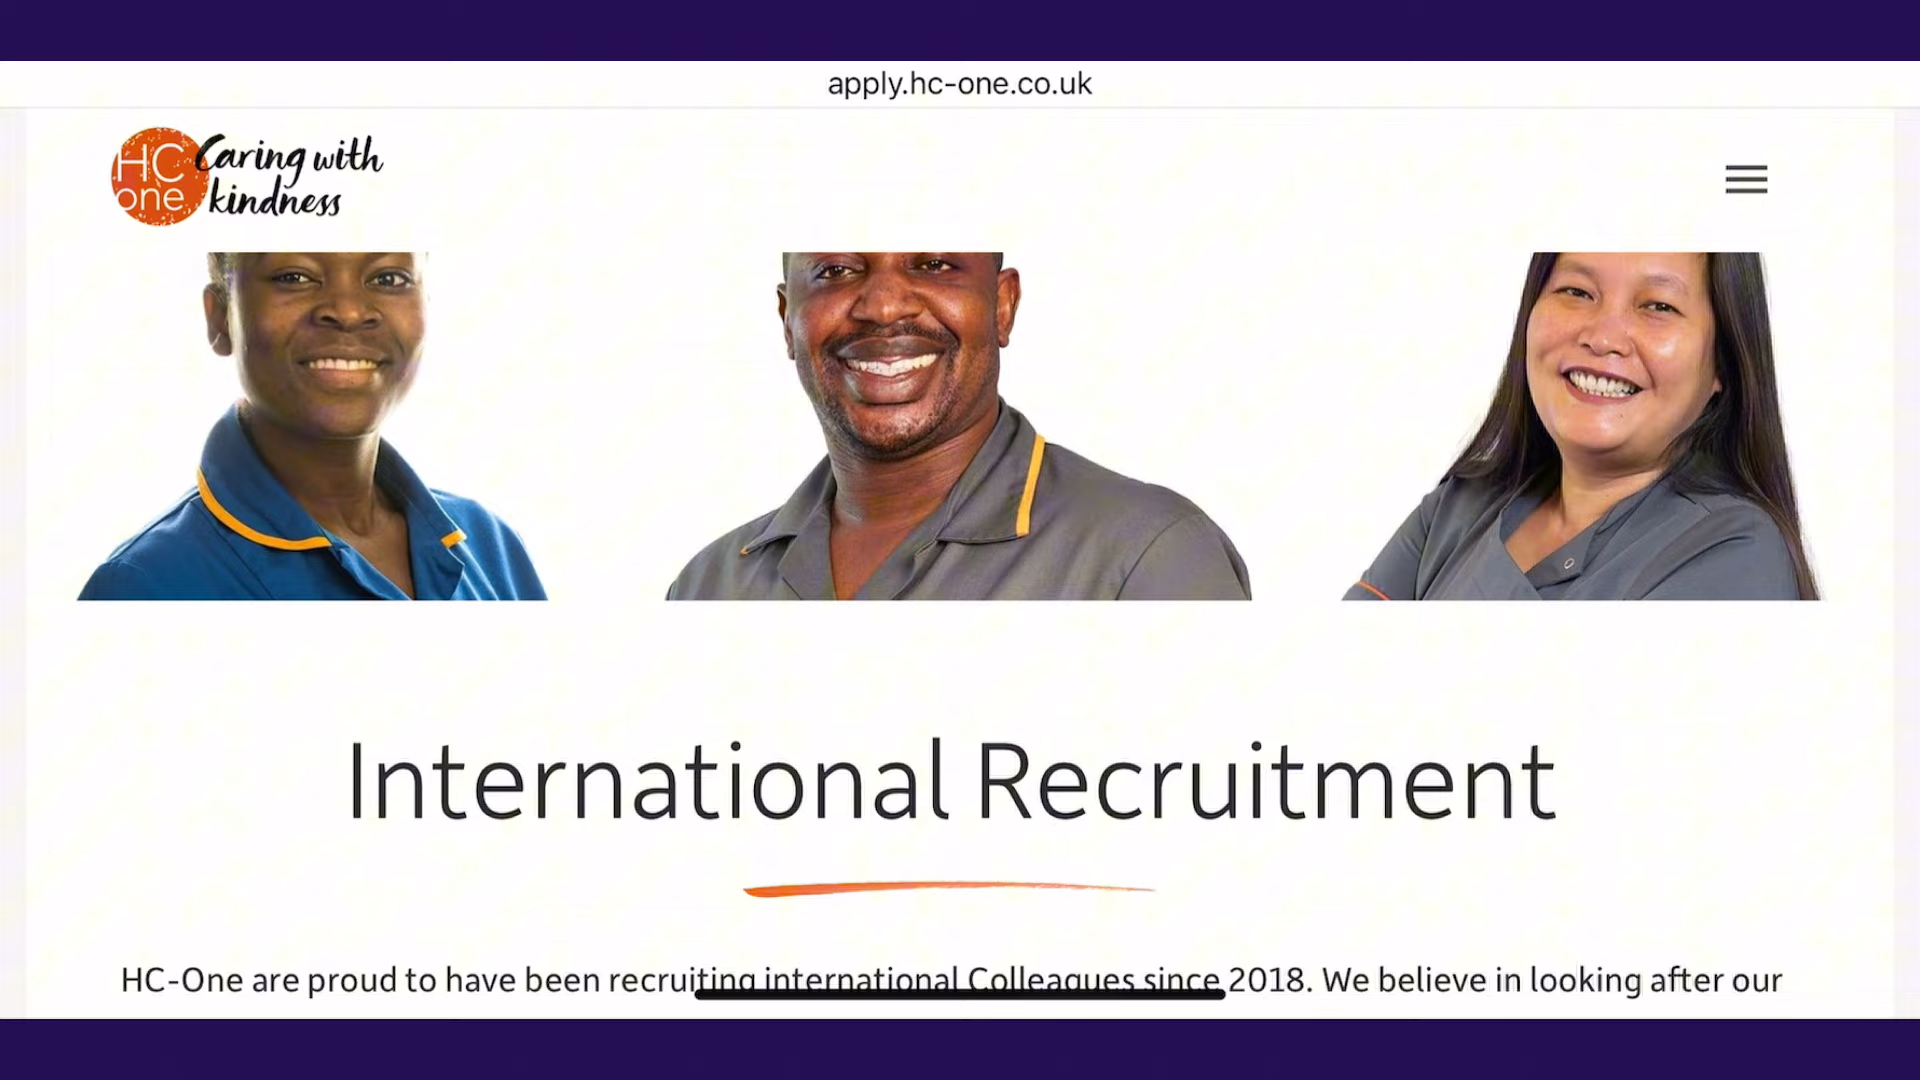 apply.hc-one.co.uk
HC
one
Caring with
kindness
International Recruitment
HC-One are proud to have been recruiting international Colleagues since 2018. We believe in looking after our